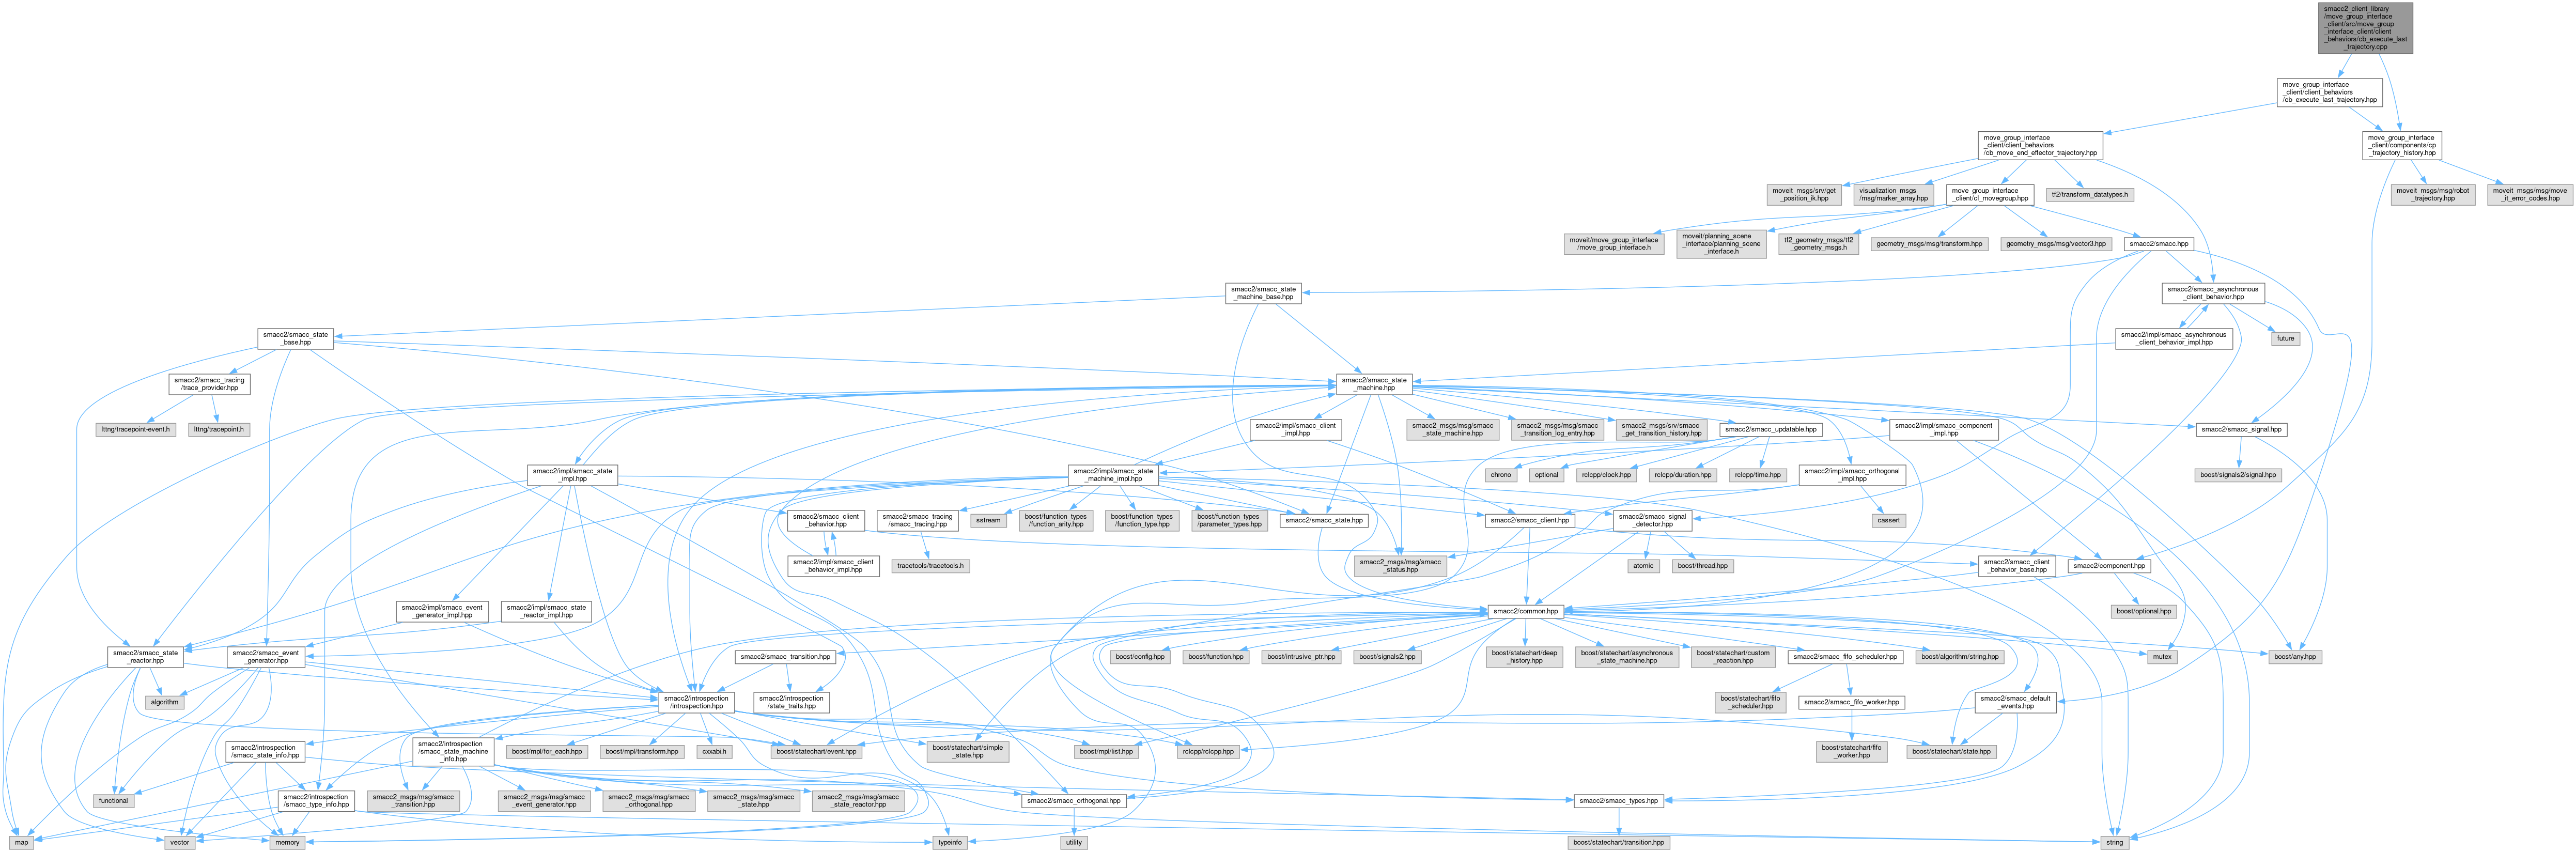 smacc2_client_library
/move_group_interface
_client/src/move_group
_interface_client/client
_behaviors/cb_execute_last
_trajectory.cpp
move_group_interface
_client/client_behaviors
/cb_execute_last_trajectory.hpp
move_group_interface
_client/client_behaviors
/cb_move_end_effector_trajectory.hpp
move_group_interface
_client/components/cp
_trajectory_history.hpp
moveit_msgs/srv/get
_position_ik.hpp
visualization_msgs
/msg/marker_array.hpp
move_group_interface
_client/cl_movegroup.hpp
tf2/transform_datatypes.h
moveit_msgs/msg/robot
_trajectory.hpp
moveit_msgs/msg/move
_it_error_codes.hpp
moveit/move_group_interface
/move_group_interface.h
moveit/planning_scene
_interface/planning_scene
_interface.h
tf2_geometry_msgs/tf2
_geometry_msgs.h
geometry_msgs/msg/transform.hpp
geometry_msgs/msg/vector3.hpp
smacc2/smacc.hpp
smacc2/smacc_state
_machine_base.hpp
smacc2/smacc_asynchronous
_client_behavior.hpp
smacc2/smacc_state
_base.hpp
smacc2/impl/smacc_asynchronous
_client_behavior_impl.hpp
future
smacc2/smacc_tracing
/trace_provider.hpp
smacc2/smacc_state
_machine.hpp
lttng/tracepoint-event.h
lttng/tracepoint.h
smacc2/impl/smacc_client
_impl.hpp
smacc2_msgs/msg/smacc
_state_machine.hpp
smacc2_msgs/msg/smacc
_transition_log_entry.hpp
smacc2_msgs/srv/smacc
_get_transition_history.hpp
smacc2/smacc_updatable.hpp
smacc2/impl/smacc_component
_impl.hpp
smacc2/smacc_signal.hpp
smacc2/impl/smacc_state
_impl.hpp
smacc2/impl/smacc_state
_machine_impl.hpp
chrono
optional
rclcpp/clock.hpp
rclcpp/duration.hpp
rclcpp/time.hpp
smacc2/impl/smacc_orthogonal
_impl.hpp
boost/signals2/signal.hpp
smacc2/smacc_client
_behavior.hpp
smacc2/smacc_tracing
/smacc_tracing.hpp
sstream
boost/function_types
/function_arity.hpp
boost/function_types
/function_type.hpp
boost/function_types
/parameter_types.hpp
smacc2/smacc_state.hpp
smacc2/smacc_client.hpp
smacc2/smacc_signal
_detector.hpp
cassert
smacc2/impl/smacc_client
_behavior_impl.hpp
tracetools/tracetools.h
smacc2_msgs/msg/smacc
_status.hpp
atomic
boost/thread.hpp
smacc2/smacc_client
_behavior_base.hpp
smacc2/component.hpp
smacc2/impl/smacc_event
_generator_impl.hpp
smacc2/impl/smacc_state
_reactor_impl.hpp
smacc2/common.hpp
boost/optional.hpp
smacc2/smacc_state
_reactor.hpp
smacc2/smacc_event
_generator.hpp
smacc2/smacc_transition.hpp
boost/config.hpp
boost/function.hpp
boost/intrusive_ptr.hpp
boost/signals2.hpp
boost/statechart/deep
_history.hpp
boost/statechart/asynchronous
_state_machine.hpp
boost/statechart/custom
_reaction.hpp
smacc2/smacc_fifo_scheduler.hpp
boost/algorithm/string.hpp
mutex
boost/any.hpp
algorithm
smacc2/introspection
/introspection.hpp
smacc2/introspection
/state_traits.hpp
boost/statechart/fifo
_scheduler.hpp
smacc2/smacc_fifo_worker.hpp
smacc2/smacc_default
_events.hpp
smacc2/introspection
/smacc_state_info.hpp
smacc2/introspection
/smacc_state_machine
_info.hpp
boost/mpl/for_each.hpp
boost/mpl/transform.hpp
cxxabi.h
boost/statechart/event.hpp
boost/statechart/simple
_state.hpp
boost/mpl/list.hpp
rclcpp/rclcpp.hpp
boost/statechart/fifo
_worker.hpp
boost/statechart/state.hpp
functional
smacc2/introspection
/smacc_type_info.hpp
smacc2_msgs/msg/smacc
_transition.hpp
smacc2_msgs/msg/smacc
_event_generator.hpp
smacc2_msgs/msg/smacc
_orthogonal.hpp
smacc2_msgs/msg/smacc
_state.hpp
smacc2_msgs/msg/smacc
_state_reactor.hpp
smacc2/smacc_orthogonal.hpp
smacc2/smacc_types.hpp
map
vector
memory
typeinfo
utility
boost/statechart/transition.hpp
string